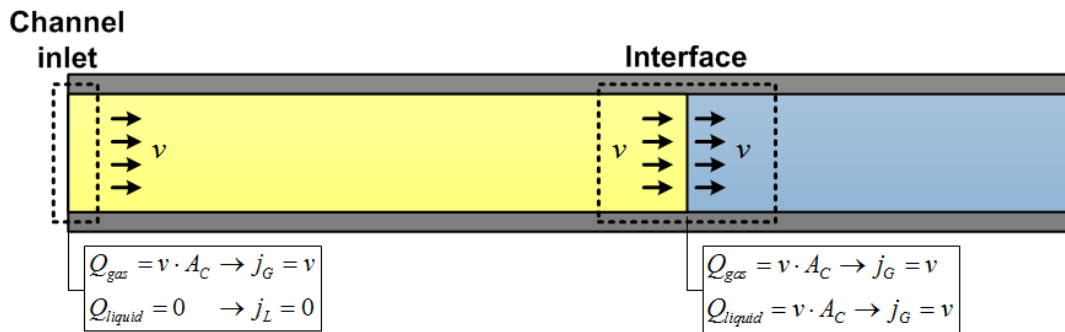 Channel
inlet
Interface
v
v
v
Q_gas = v · A_C → j_G = v
Q_liquid = 0 → j_L = 0
Q_gas = v · A_C → j_G = v
Q_liquid = v · A_C → j_G = v